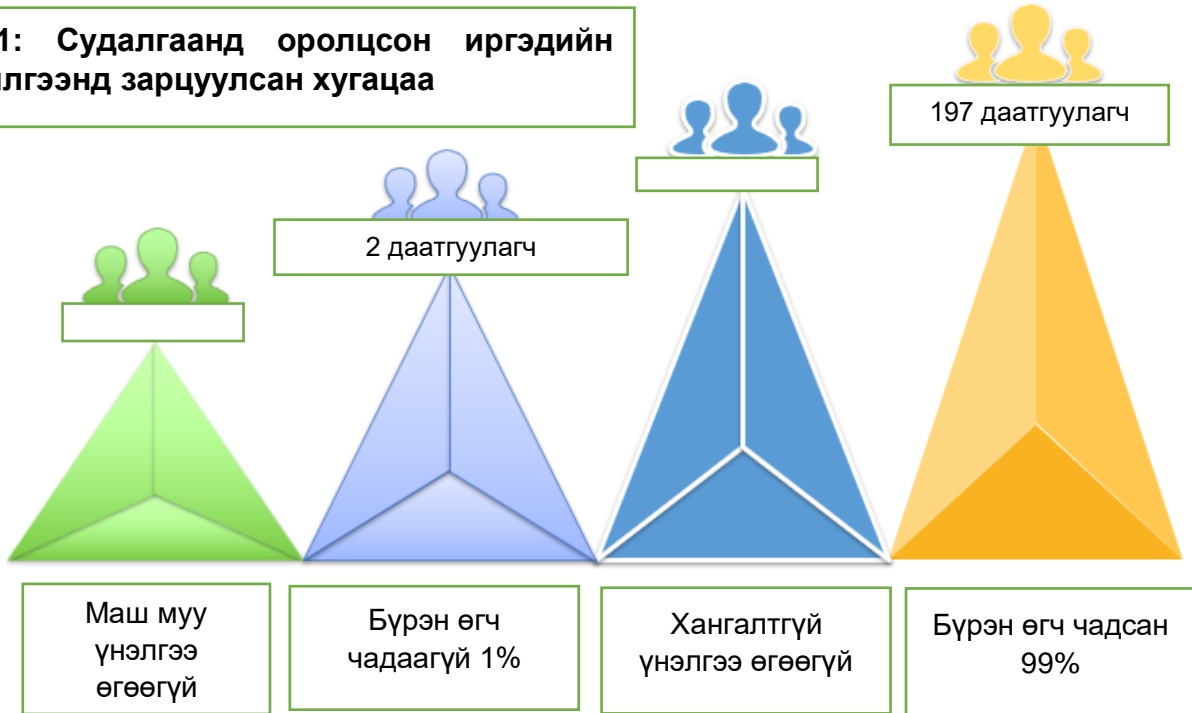 1: Судалгаанд оролцсон иргэдийн
зарцуулсан хугацаа
197 даатгуулагч
2 даатгуулагч
Маш муу
үнэлгээ
өгөөгүй
Бүрэн өгч
чадаагүй 1%
Хангалтгүй
үнэлгээ өгөөгүй
Бүрэн өгч чадсан
99%